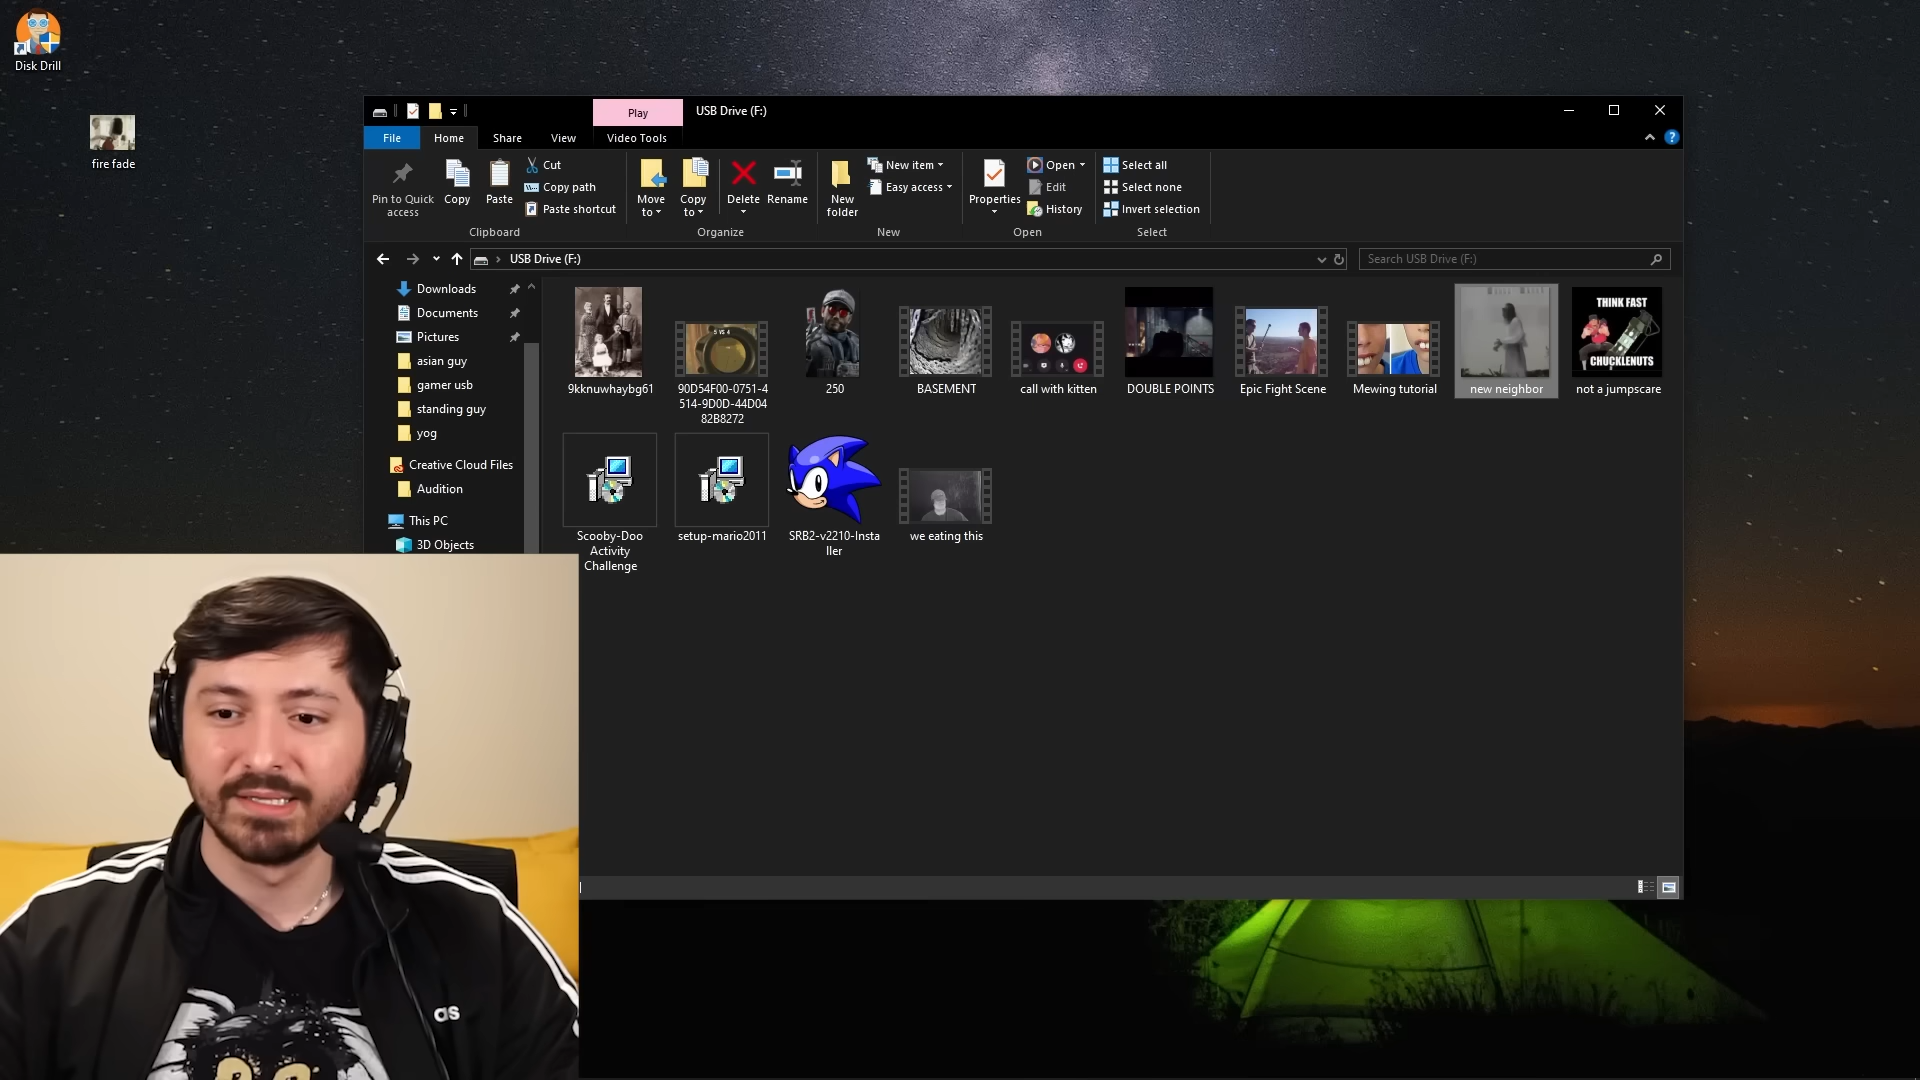 Disk Drill
fire fade
Play
USB Drive (F:)
File
Home
Share
View
Video Tools
Pin to Quick
access
Copy
Paste
Cut
Copy path
Paste shortcut
Clipboard
Move
to
Copy
to
Delete
Rename
Organize
New
folder
New item
Easy access
New
Properties
Open
Edit
History
Open
Select all
Select none
Invert selection
Select
USB Drive (F:)
Search USB Drive (F:)
Downloads
Documents
Pictures
asian guy
gamer usb
standing guy
yog
Creative Cloud Files
Audition
This PC
3D Objects
5 VS 4
THINK FAST
CHUCKLENUTS
9kknuwhaybg61
90D54F00-0751-4
514-9D0D-44D04
82B8272
250
BASEMENT
call with kitten
DOUBLE POINTS
Epic Fight Scene
Mewing tutorial
new neighbor
not a jumpscare
Scooby-Doo
Activity
Challenge
setup-mario2011
SRB2-v2210-Insta
ller
we eating this
as